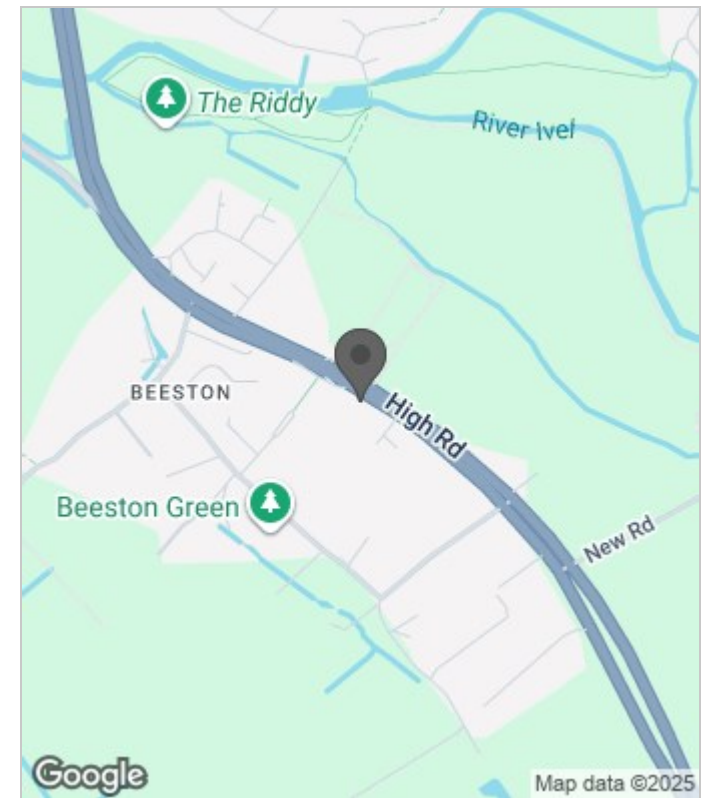 The Riddy
River Ivel
BEESTON
High Rd
Beeston Green
New Rd
Google
Map data ©2025